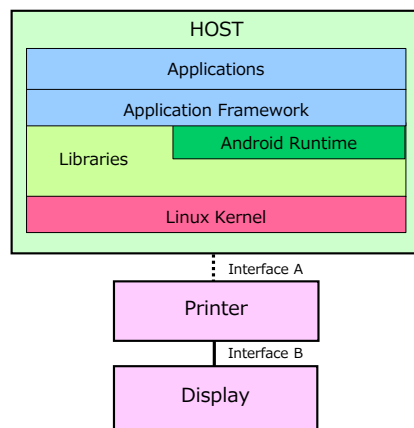 HOST
Applications
Application Framework
Android Runtime
Libraries
Linux Kernel
Interface A
Printer
Interface B
Display